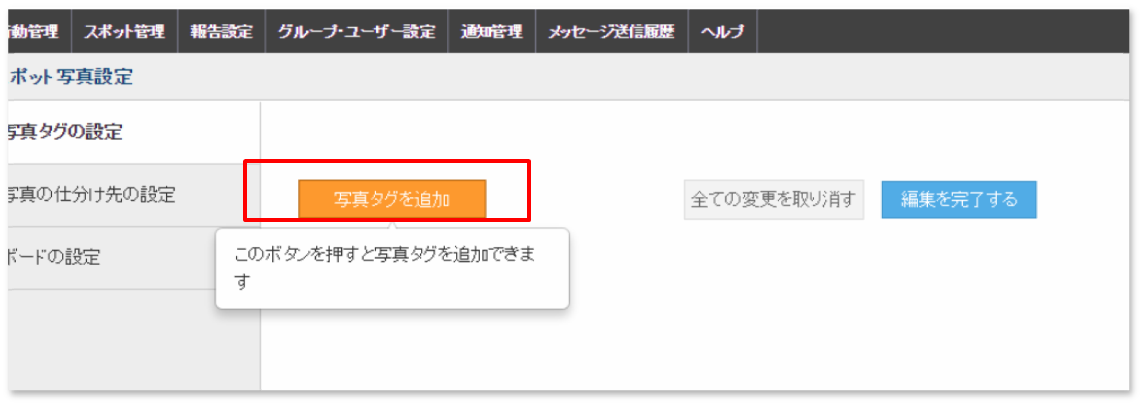 動管理 スポット管理 報告設定 グループ・ユーザー設定 通知管理 メッセージ送信履歴 ヘルプ
ポット写真設定
写真タグの設定
写真の仕分け先の設定
ボードの設定
写真タグを追加 全ての変更を取り消す 編集を完了する
このボタンを押すと写真タグを追加できま
す